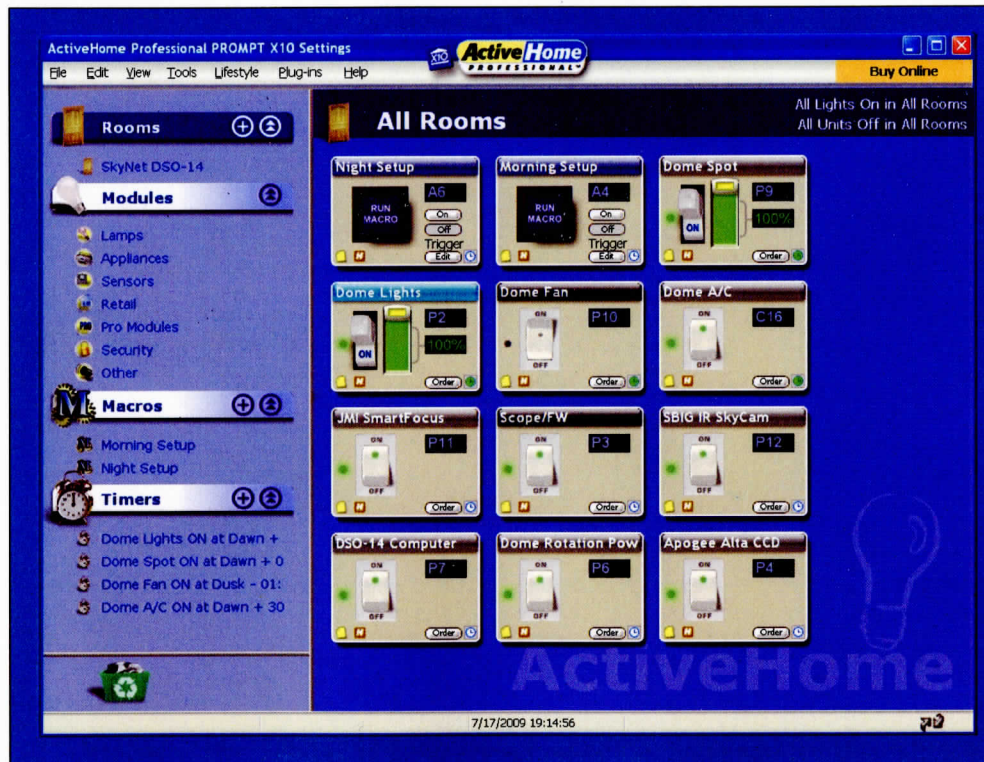 ActiveHome Professional PROMPT X10 Settings
X10 ActiveHome
PROFESSIONAL™
File Edit View Tools Lifestyle Plug-ins Help
Buy Online
Rooms
SkyNet DSO-14
Modules
Lamps
Appliances
Sensors
Retail
PRO Pro Modules
Security
Other
M Macros
Morning Setup
Night Setup
Timers
Dome Lights ON at Dawn +
Dome Spot ON at Dawn + 0
Dome Fan ON at Dusk - 01:
Dome A/C ON at Dawn + 30
All Rooms
All Lights On in All Rooms
All Units Off in All Rooms
Night Setup
RUN MACRO
A6
On
Off
Trigger
Edit
Morning Setup
RUN MACRO
A4
On
Off
Trigger
Edit
Dome Spot
ON
P9
100%
Order
Dome Lights
ON
P2
100%
Order
Dome Fan
ON
OFF
P10
Order
Dome A/C
ON
OFF
C16
Order
JMI SmartFocus
ON
OFF
P11
Order
Scope/FW
ON
OFF
P3
Order
SBIG IR SkyCam
ON
OFF
P12
Order
DSO-14 Computer
ON
OFF
P7
Order
Dome Rotation Pow
ON
OFF
P6
Order
Apogee Alta CCD
ON
OFF
P4
Order
ActiveHome
7/17/2009 19:14:56